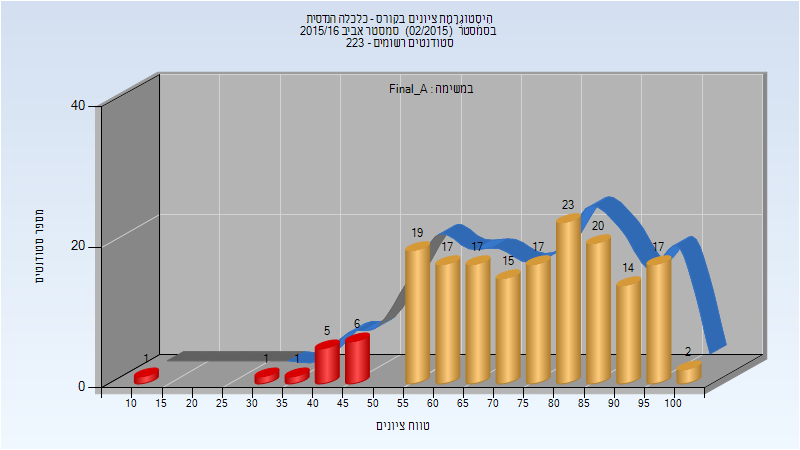 היסטוגרמת ציונים בקורס - כלכלה הנדסית
בסמסטר (02/2015) סמסטר אביב 2015/16
סטודנטים רשומים - 223
במשימה : Final_A
40
20
0
מספר סטודנטים
1
1
1
5
6
19
17
17
15
17
23
20
14
17
2
10 15 20 25 30 35 40 45 50 55 60 65 70 75 80 85 90 95 100
טווח ציונים